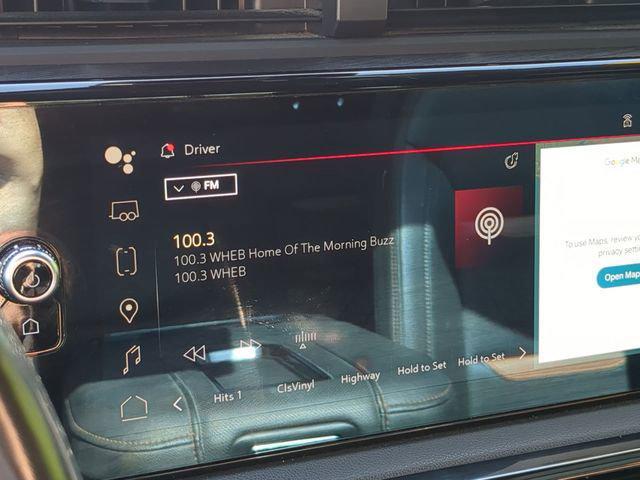 Driver
FM
100.3
100.3 WHEB Home Of The Morning Buzz
100.3 WHEB
Hits 1
ClsVinyl
Highway
Hold to Set
Hold to Set
Google
To use Maps, review
privacy
Open